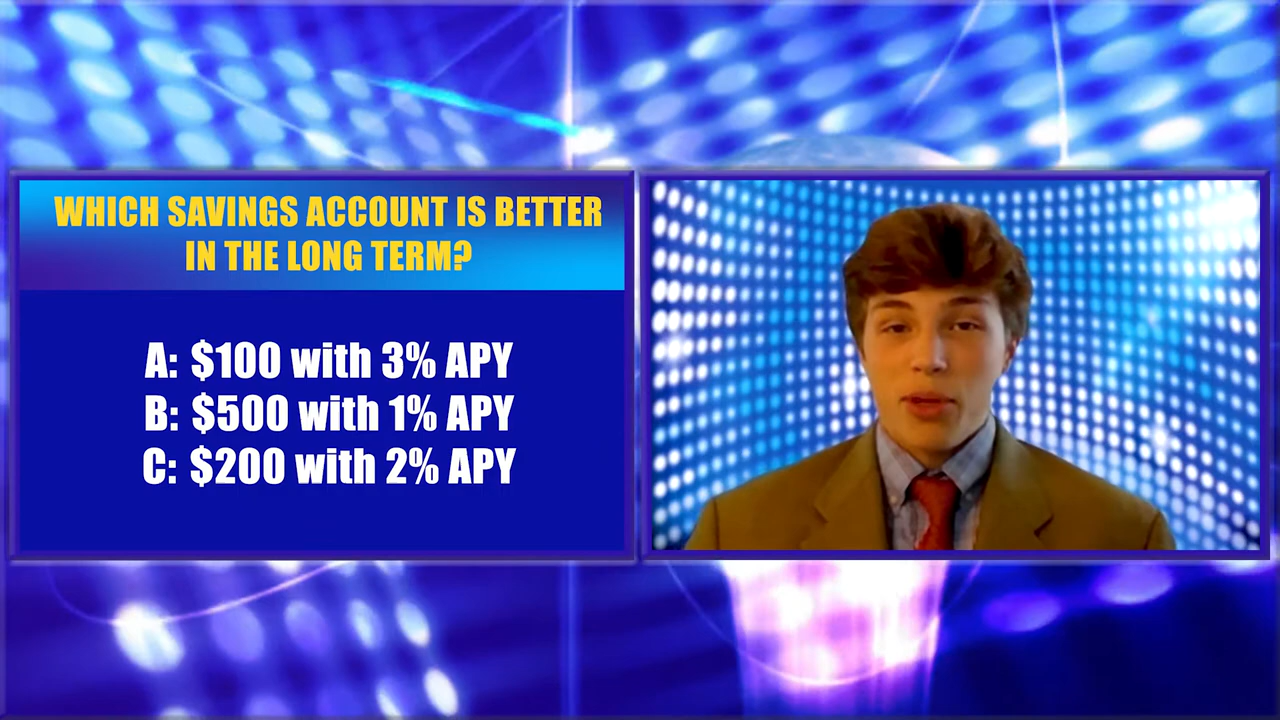 WHICH SAVINGS ACCOUNT IS BETTER
IN THE LONG TERM?
A: $100 with 3% APY
B: $500 with 1% APY
C: $200 with 2% APY